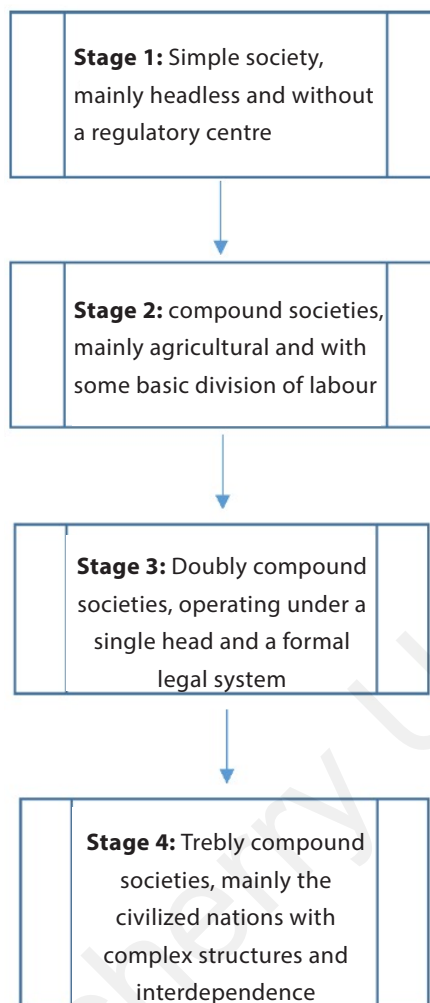 Stage 1: Simple society,
mainly headless and without
a regulatory centre
Stage 2: compound societies,
mainly agricultural and with
some basic division of labour
Stage 3: Doubly compound
societies, operating under a
single head and a formal
legal system
Stage 4: Trebly compound
societies, mainly the
civilized nations with
complex structures and
interdependence